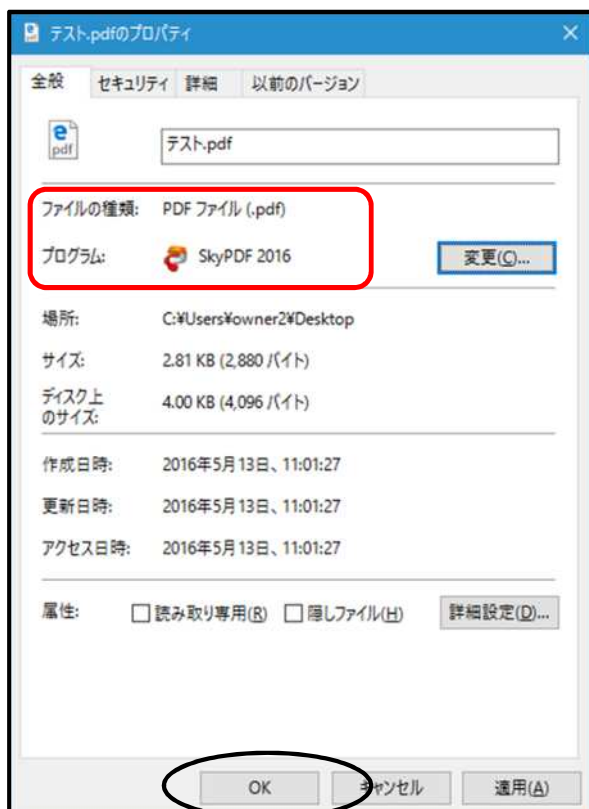 テスト.pdfのプロパティ
全般 セキュリティ 詳細 以前のバージョン
e
pdf
テスト.pdf
ファイルの種類: PDF ファイル (.pdf)
プログラム: SkyPDF 2016 変更(C)...
場所: C:¥Users¥owner2¥Desktop
サイズ: 2.81 KB (2,880 バイト)
ディスク上
のサイズ: 4.00 KB (4,096 バイト)
作成日時: 2016年5月13日、11:01:27
更新日時: 2016年5月13日、11:01:27
アクセス日時: 2016年5月13日、11:01:27
属性: 読み取り専用(R) 隠しファイル(H) 詳細設定(D)...
OK キャンセル 適用(A)